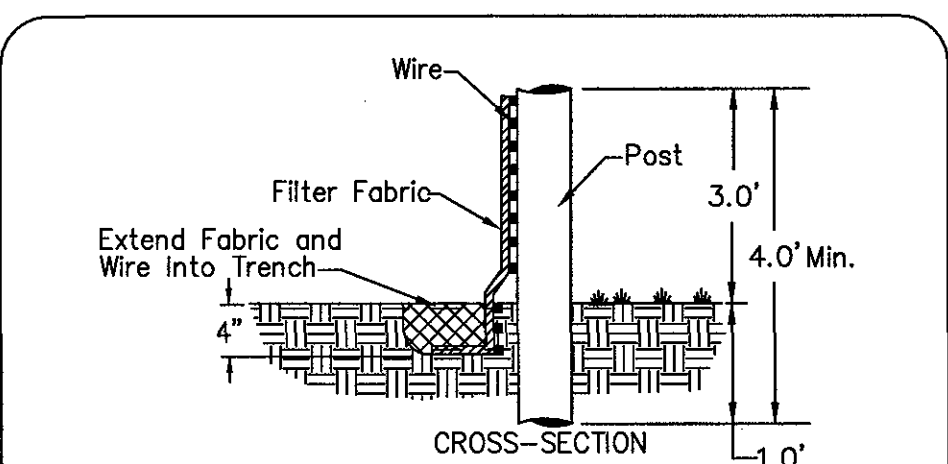 Wire
Post
3.0'
Filter Fabric
4.0' Min.
Extend Fabric and
Wire Into Trench
4"
CROSS-SECTION
1.0'